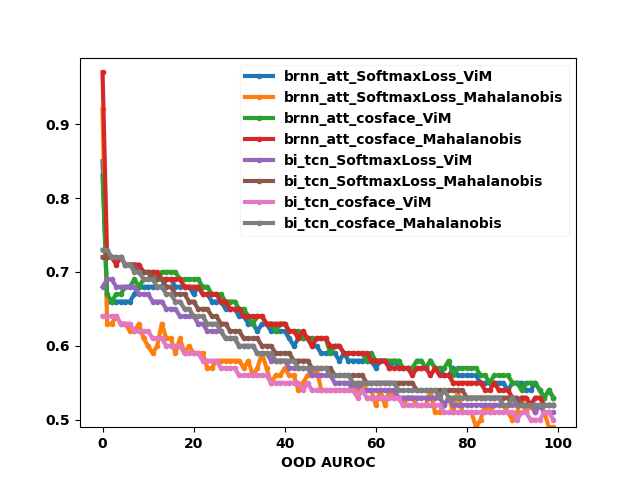 brnn_att_SoftmaxLoss_ViM
brnn_att_SoftmaxLoss_Mahalanobis
brnn_att_cosface_ViM
brnn_att_cosface_Mahalanobis
bi_tcn_SoftmaxLoss_ViM
bi_tcn_SoftmaxLoss_Mahalanobis
bi_tcn_cosface_ViM
bi_tcn_cosface_Mahalanobis
0.9
0.8
0.7
0.6
0.5
0 20 40 60 80 100
OOD AUROC